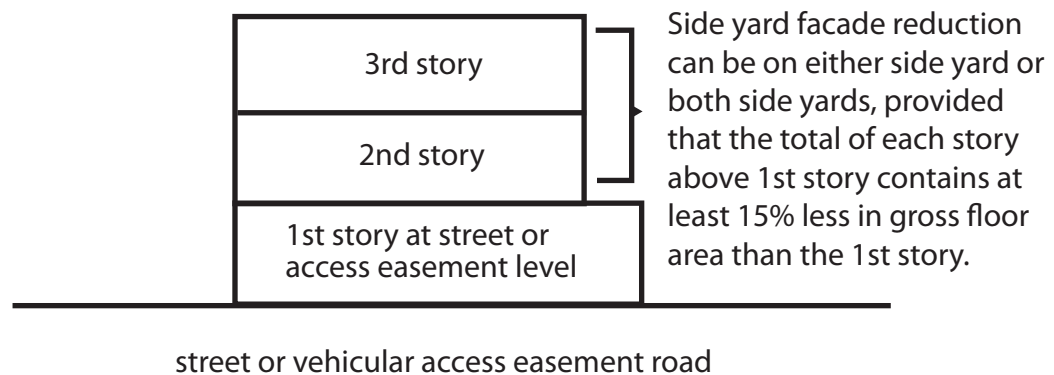 3rd story
2nd story
1st story at street or
access easement level
Side yard facade reduction
can be on either side yard or
both side yards, provided
that the total of each story
above 1st story contains at
least 15% less in gross floor
area than the 1st story.
street or vehicular access easement road